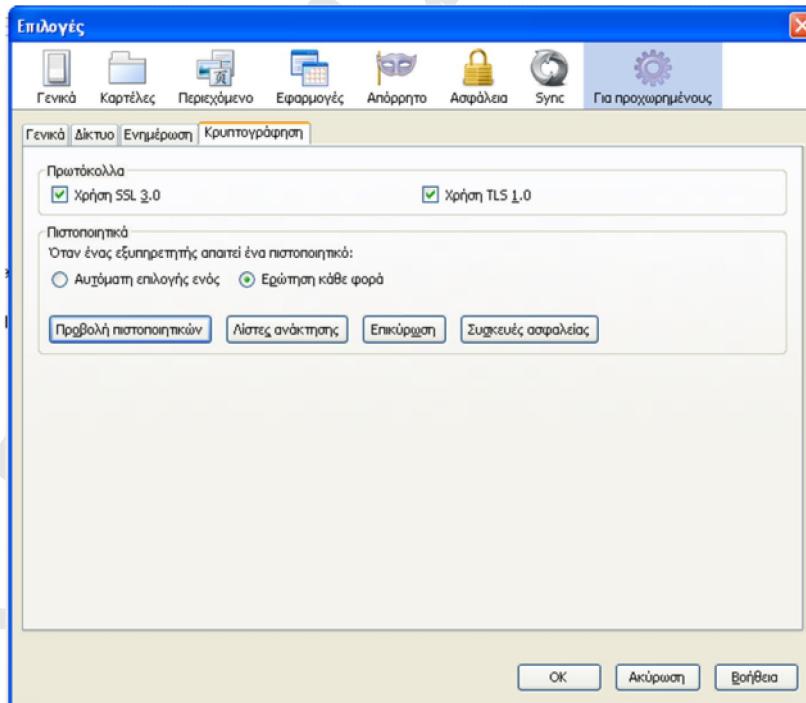 Επιλογές
Γενικά Καρτέλες Περιεχόμενο Εφαρμογές Απόρρητο Ασφάλεια Sync Για προχωρημένους
Γενικά Δίκτυο Ενημέρωση Κρυπτογράφηση
Πρωτόκολλα
Χρήση SSL 3.0 Χρήση TLS 1.0
Πιστοποιητικά
Όταν ένας εξυπηρετητής απαιτεί ένα πιστοποιητικό:
Αυτόματη επιλογής ενός Ερώτηση κάθε φορά
Προβολή πιστοποιητικών Λίστες ανάκτησης Επικύρωση Συσκευές ασφαλείας
OK Ακύρωση Βοήθεια